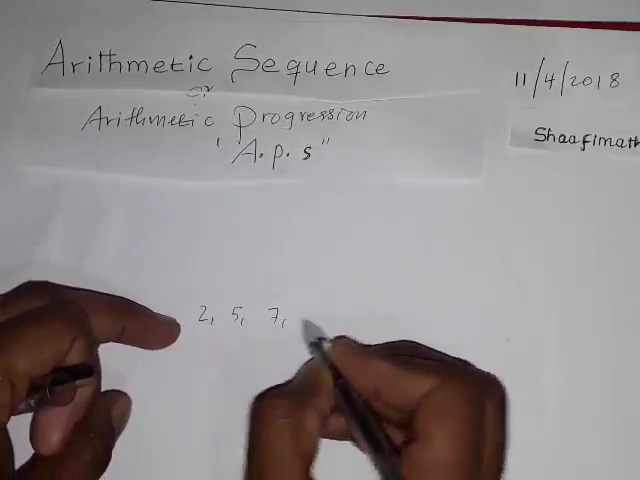 Arithmetic Sequence
or
Arithmetic Progression
"A.p.s"
11/4/2018
Shaafimath
2, 5, 7,